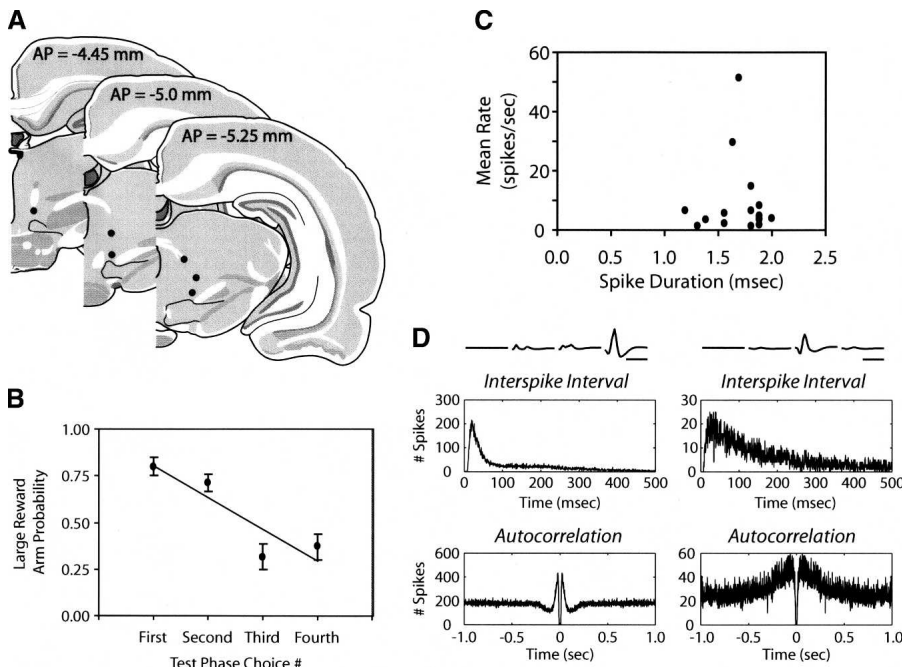 A
AP = -4.45 mm
AP = -5.0 mm
AP = -5.25 mm
B
Large Reward
Arm Probability
1.00
0.75
0.50
0.25
0.00
First Second Third Fourth
Test Phase Choice #
C
Mean Rate
(spikes/sec)
60
40
20
0
0.0 0.5 1.0 1.5 2.0 2.5
Spike Duration (msec)
D
Interspike Interval
# Spikes
300
200
100
0
0 100 200 300 400 500
Time (msec)
Interspike Interval
30
20
10
0
0 100 200 300 400 500
Time (msec)
Autocorrelation
# Spikes
600
400
200
0
-1.0 -0.5 0 0.5 1.0
Time (sec)
Autocorrelation
60
40
20
0
-1.0 -0.5 0 0.5 1.0
Time (sec)